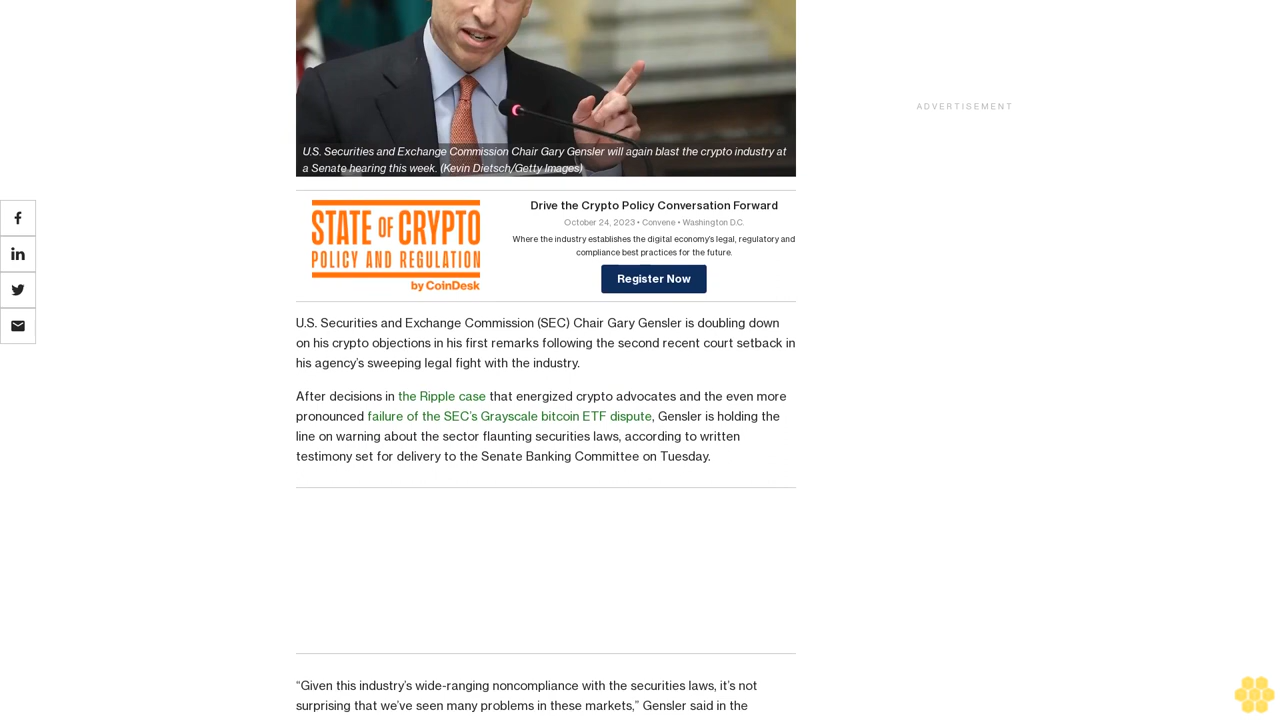 U.S. Securities and Exchange Commission Chair Gary Gensler will again blast the crypto industry at
a Senate hearing this week. (Kevin Dietsch/Getty Images)
ADVERTISEMENT
STATE OF CRYPTO
POLICY AND REGULATION
by CoinDesk
Drive the Crypto Policy Conversation Forward
October 24, 2023 • Convene • Washington D.C.
Where the industry establishes the digital economy's legal, regulatory and
compliance best practices for the future.
Register Now
U.S. Securities and Exchange Commission (SEC) Chair Gary Gensler is doubling down
on his crypto objections in his first remarks following the second recent court setback in
his agency’s sweeping legal fight with the industry.
After decisions in the Ripple case that energized crypto advocates and the even more
pronounced failure of the SEC’s Grayscale bitcoin ETF dispute, Gensler is holding the
line on warning about the sector flaunting securities laws, according to written
testimony set for delivery to the Senate Banking Committee on Tuesday.
“Given this industry’s wide-ranging noncompliance with the securities laws, it’s not
surprising that we’ve seen many problems in these markets,” Gensler said in the